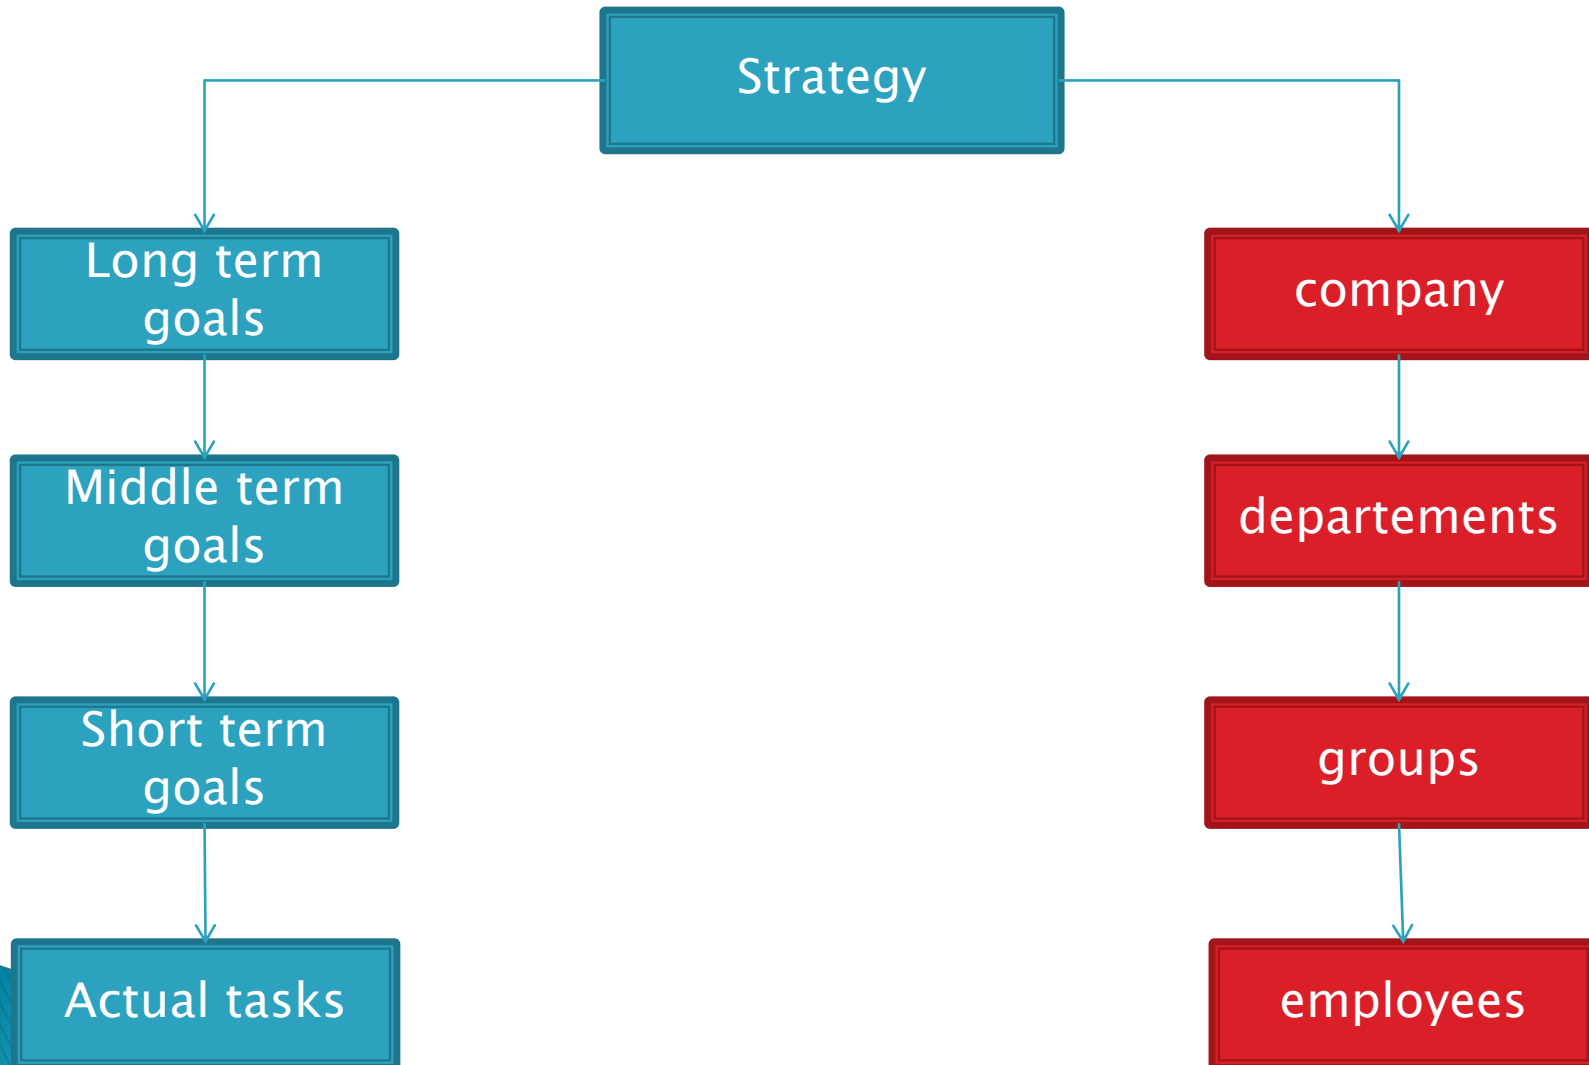 Strategy
Long term
goals
company
Middle term
goals
departements
Short term
goals
groups
Actual tasks
employees